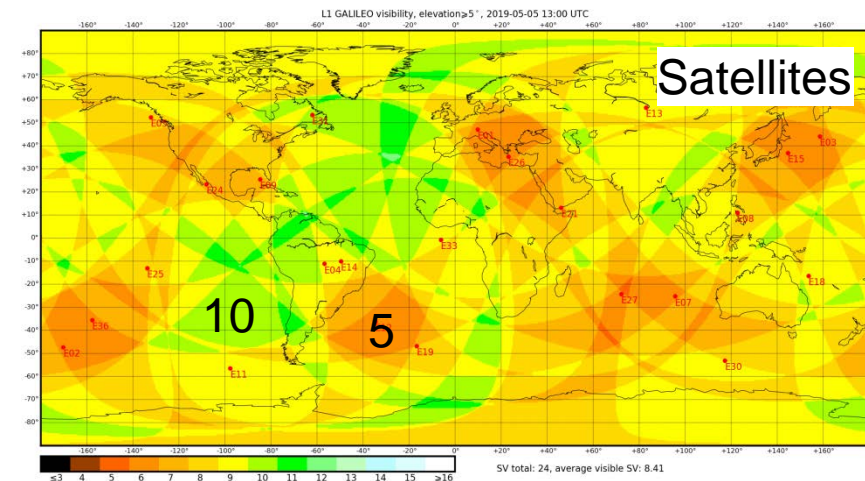 L1 GALILEO visibility, elevation⩾5°, 2019-05-05 13:00 UTC
-160° -140° -120° -100° -80° -60° -40° -20° 0° +20° +40° +60° +80° +100° +120° +140° +160°
+80°
Satellites
+70°
+60°
E13
+50°
E01 E03
+40°
E26 E15
+30°
E24 E09
+20°
E21 E08
+10°
0°
E33
-10°
E25 E04 E14 E18
-20°
E27 E07
-30°
E36 10 5
-40°
E02 E19
-50°
E11 E30
-60°
-70°
-80°
-160° -140° -120° -100° -80° -60° -40° -20° 0° +20° +40° +60° +80° +100° +120° +140° +160°
≤3 4 5 6 7 8 9 10 11 12 13 14 15 ⩾16
SV total: 24, average visible SV: 8.41